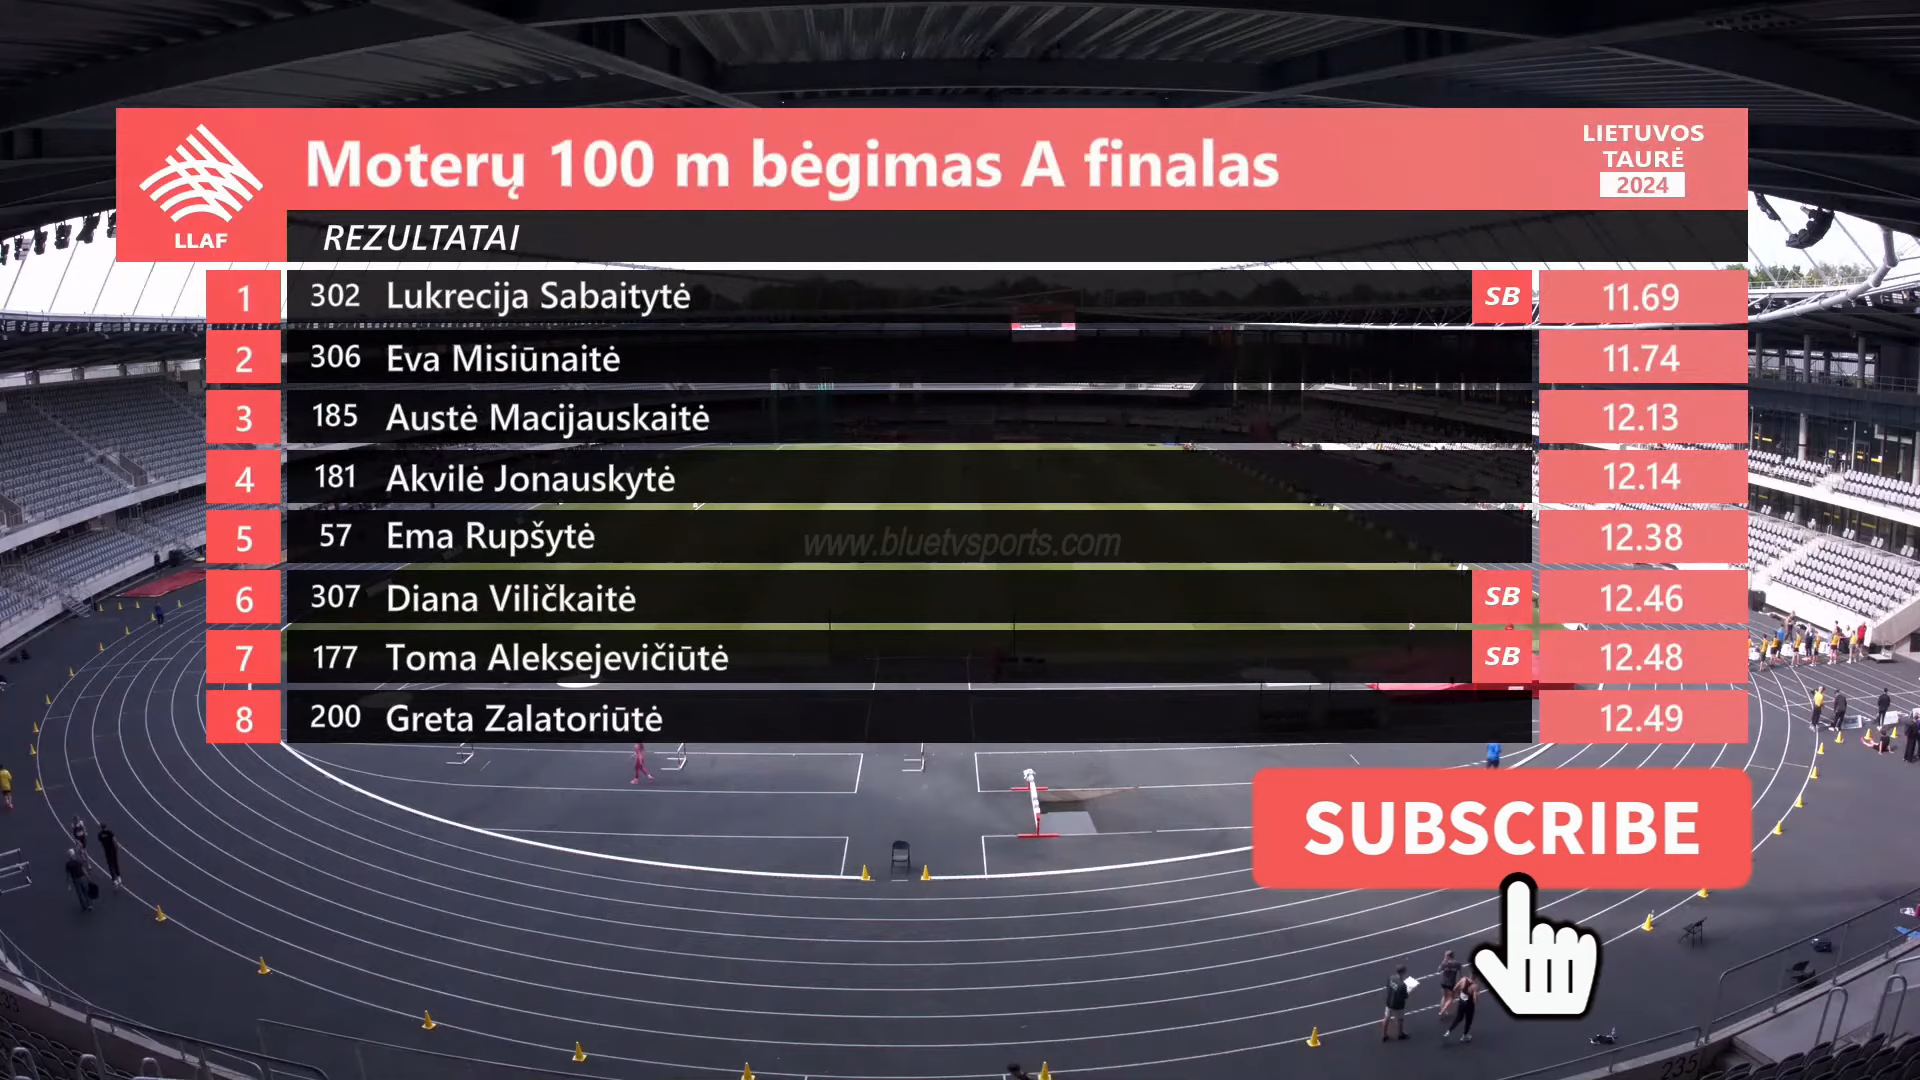 LLAF
Moterų 100 m bėgimas A finalas
LIETUVOS
TAURĖ
2024
REZULTATAI
1 302 Lukrecija Sabaitytė SB 11.69
2 306 Eva Misiūnaitė 11.74
3 185 Austė Macijauskaitė 12.13
4 181 Akvilė Jonauskytė 12.14
5 57 Ema Rupšytė 12.38
www.bluetvsports.com
6 307 Diana Viličkaitė SB 12.46
7 177 Toma Aleksejevičiūtė SB 12.48
8 200 Greta Zalatoriūtė 12.49
SUBSCRIBE
235